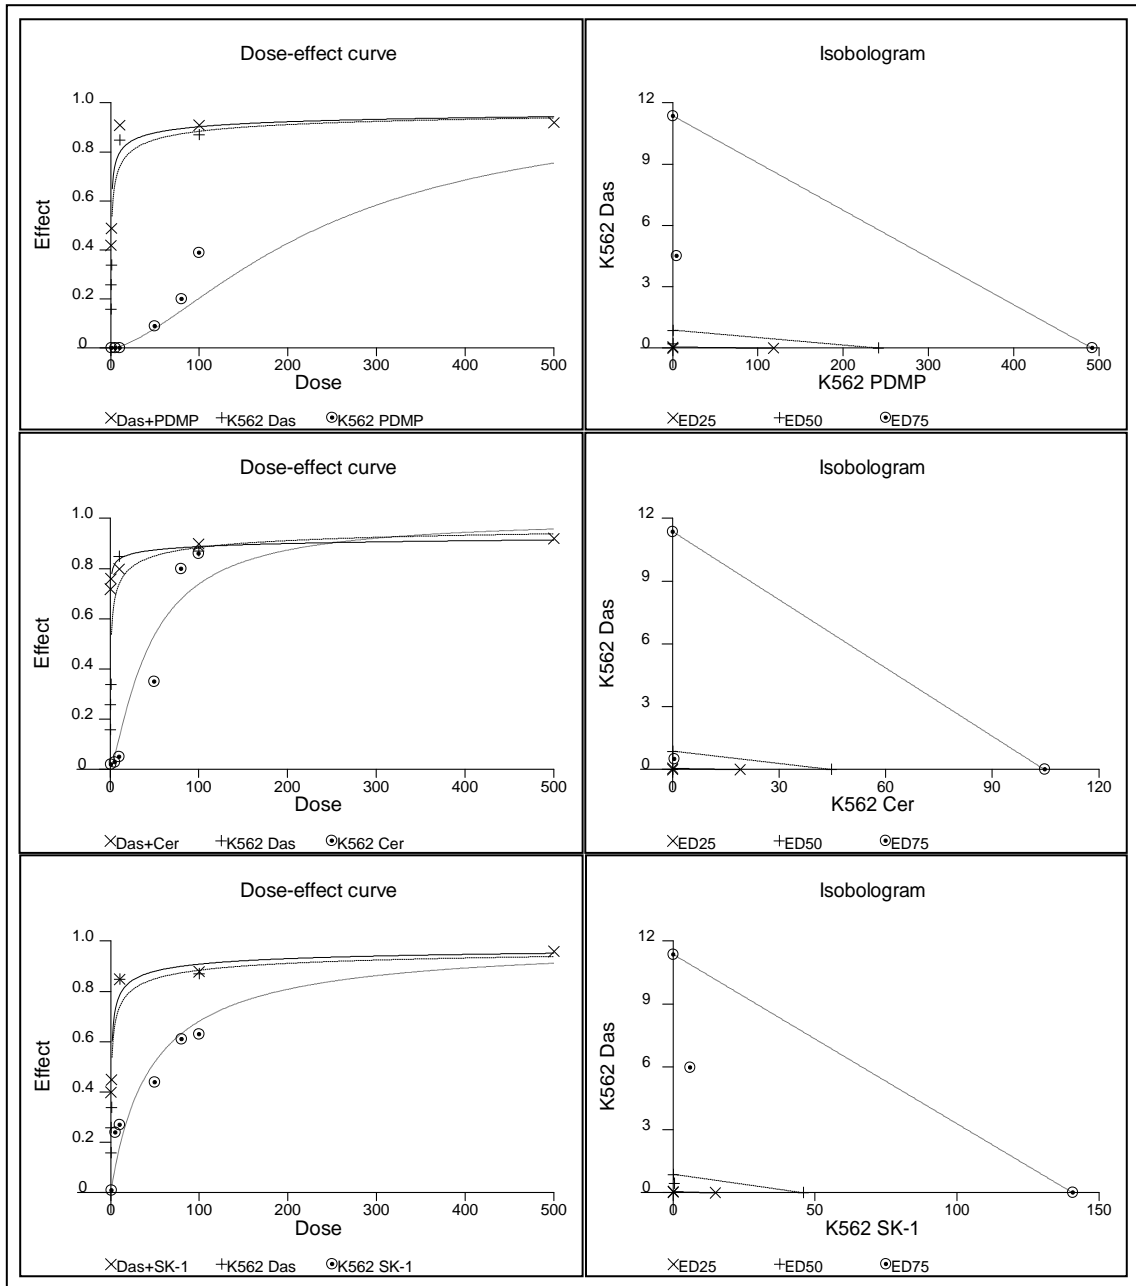 Dose-effect curve
1.0
0.8
0.6
0.4
0.2
0
Effect
0 100 200 300 400 500
Dose
Das+PDMP K562 Das K562 PDMP
Isobologram
12
9
6
3
0
K562 Das
0 100 200 300 400 500
K562 PDMP
ED25 ED50 ED75
Dose-effect curve
1.0
0.8
0.6
0.4
0.2
0
Effect
0 100 200 300 400 500
Dose
Das+Cer K562 Das K562 Cer
Isobologram
12
9
6
3
0
K562 Das
0 30 60 90 120
K562 Cer
ED25 ED50 ED75
Dose-effect curve
1.0
0.8
0.6
0.4
0.2
0
Effect
0 100 200 300 400 500
Dose
Das+SK-1 K562 Das K562 SK-1
Isobologram
12
9
6
3
0
K562 Das
0 50 100 150
K562 SK-1
ED25 ED50 ED75